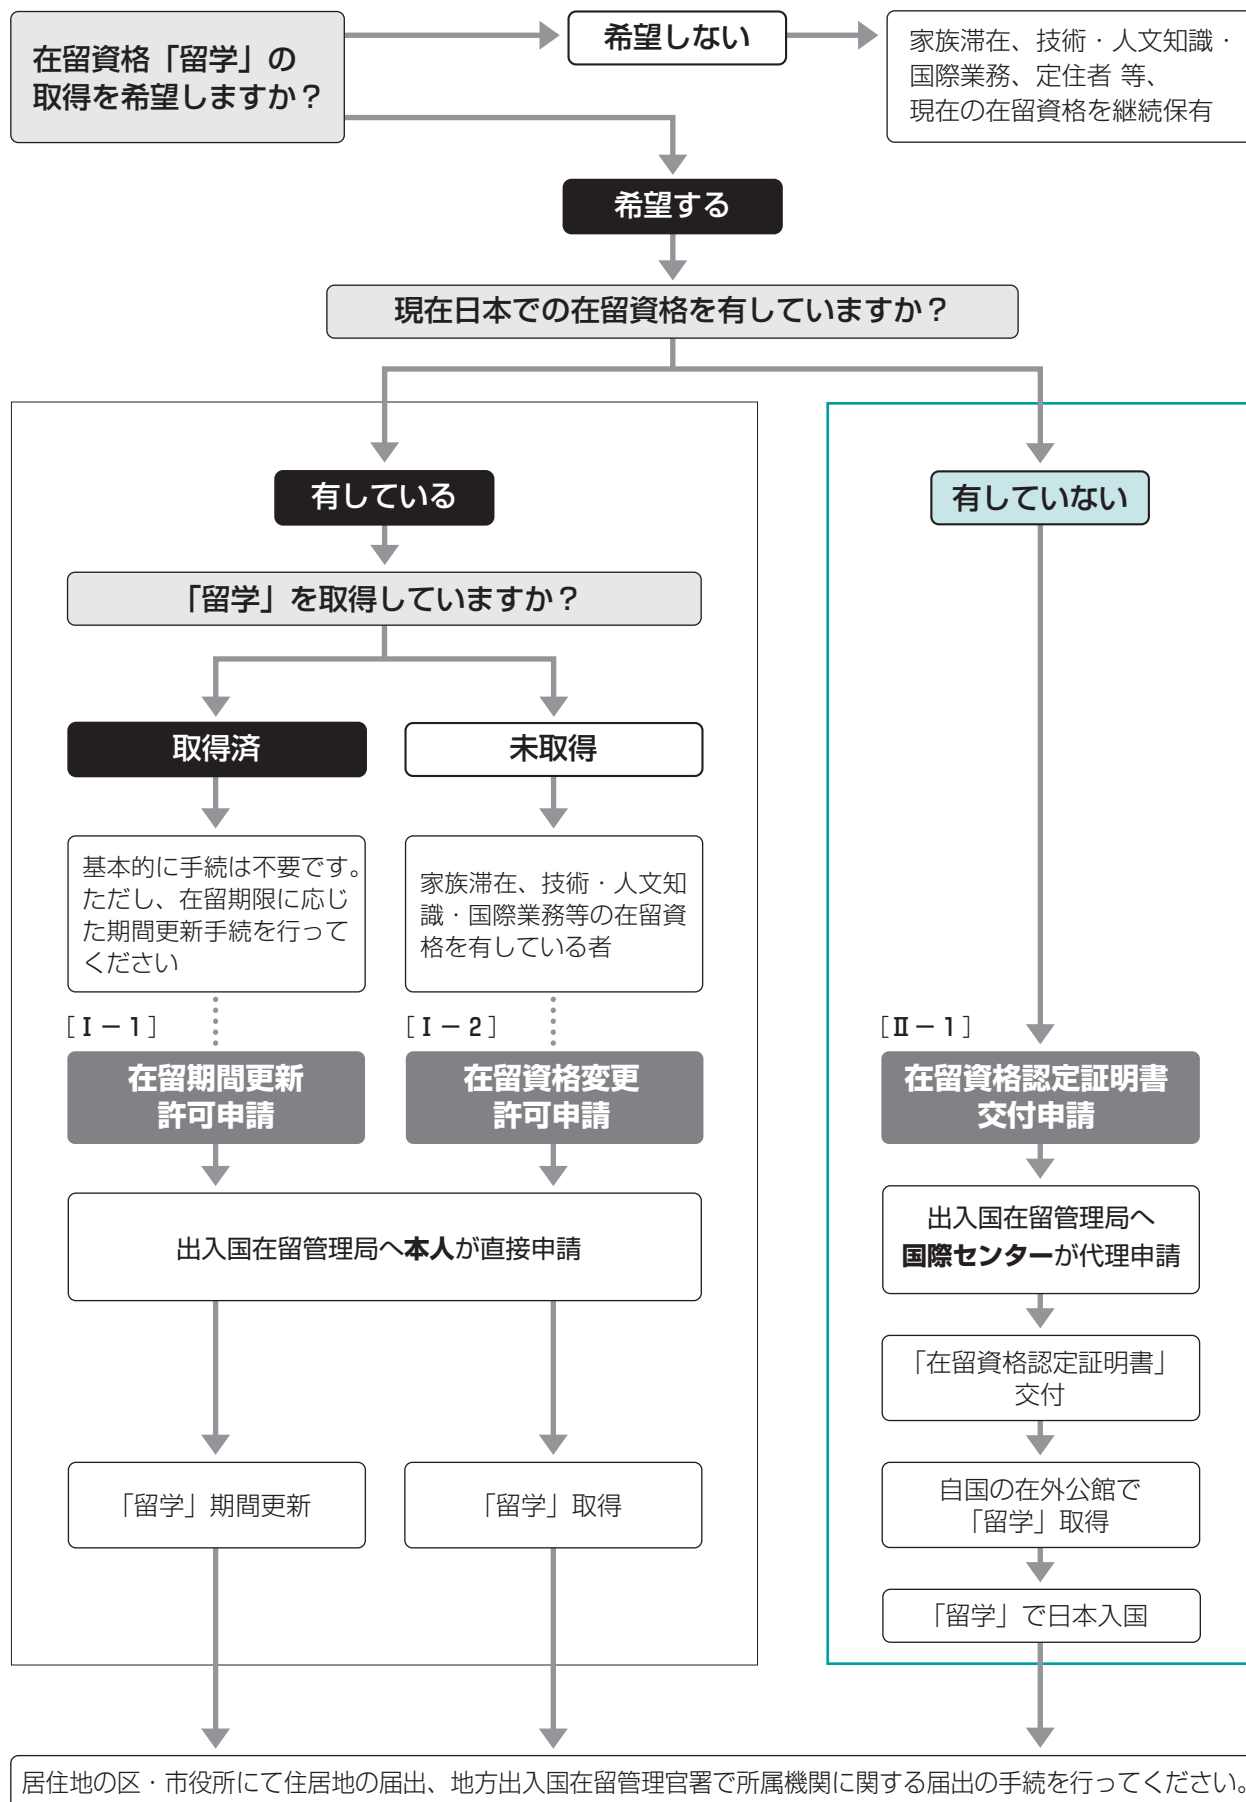 在留資格「留学」の
取得を希望しますか？
希望しない
家族滞在、技術・人文知識・
国際業務、定住者 等、
現在の在留資格を継続保有
希望する
現在日本での在留資格を有していますか？
有している
有していない
「留学」を取得していますか？
取得済
未取得
基本的に手続は不要です。
ただし、在留期限に応じ
た期間更新手続を行って
ください
家族滞在、技術・人文知
識・国際業務等の在留資
格を有している者
［Ⅰ－1］
［Ⅰ－2］
［Ⅱ－1］
在留期間更新
許可申請
在留資格変更
許可申請
在留資格認定証明書
交付申請
出入国在留管理局へ本人が直接申請
出入国在留管理局へ
国際センターが代理申請
「在留資格認定証明書」
交付
「留学」期間更新
「留学」取得
自国の在外公館で
「留学」取得
「留学」で日本入国
居住地の区・市役所にて住居地の届出、地方出入国在留管理官署で所属機関に関する届出の手続を行ってください。